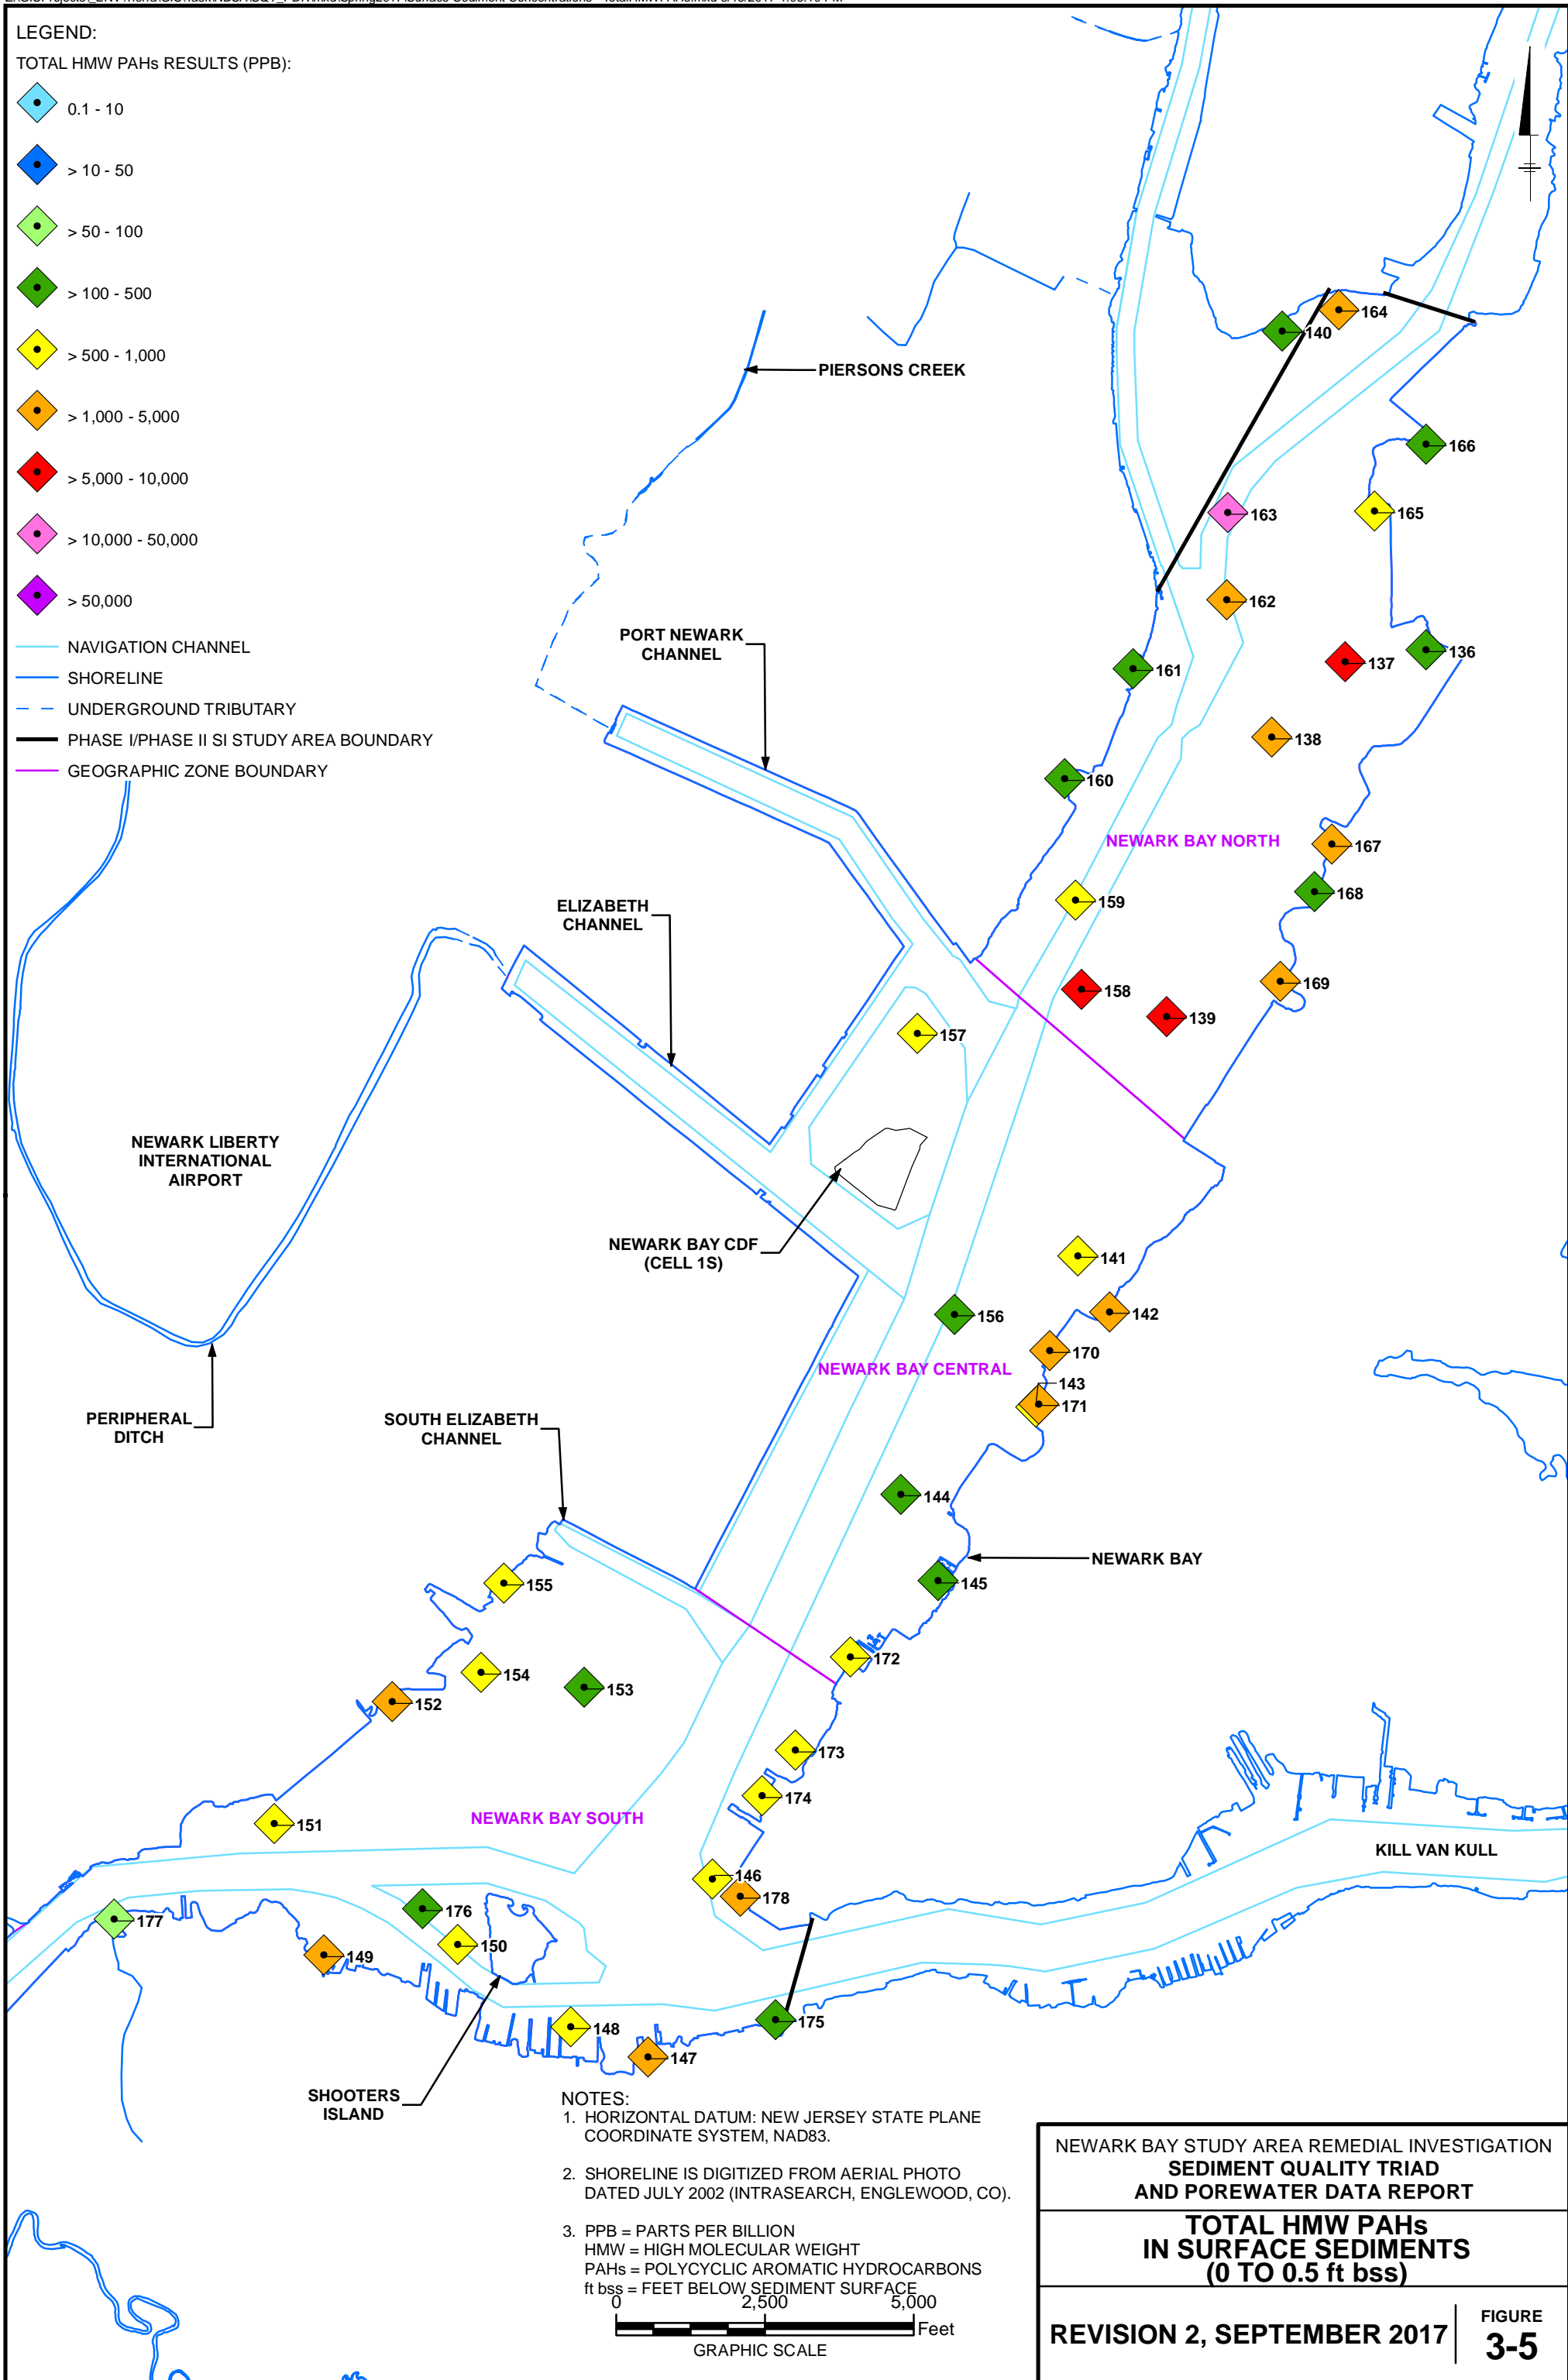 LEGEND:
TOTAL HMW PAHs RESULTS (PPB):
0.1 - 10
> 10 - 50
> 50 - 100
> 100 - 500
> 500 - 1,000
> 1,000 - 5,000
> 5,000 - 10,000
> 10,000 - 50,000
> 50,000
NAVIGATION CHANNEL
SHORELINE
UNDERGROUND TRIBUTARY
PHASE I/PHASE II SI STUDY AREA BOUNDARY
GEOGRAPHIC ZONE BOUNDARY
164
140
PIERSONS CREEK
166
165
163
162
PORT NEWARK
CHANNEL
136
137
161
138
160
NEWARK BAY NORTH
167
168
159
ELIZABETH
CHANNEL
169
158
139
157
NEWARK LIBERTY
INTERNATIONAL
AIRPORT
NEWARK BAY CDF
(CELL 1S)
141
142
156
170
NEWARK BAY CENTRAL
143
171
PERIPHERAL
DITCH
SOUTH ELIZABETH
CHANNEL
144
NEWARK BAY
145
155
172
154
153
152
173
174
NEWARK BAY SOUTH
151
KILL VAN KULL
146
178
176
177
150
149
175
148
147
SHOOTERS
ISLAND
NOTES:
1. HORIZONTAL DATUM: NEW JERSEY STATE PLANE
COORDINATE SYSTEM, NAD83.
2. SHORELINE IS DIGITIZED FROM AERIAL PHOTO
DATED JULY 2002 (INTRASEARCH, ENGLEWOOD, CO).
3. PPB = PARTS PER BILLION
HMW = HIGH MOLECULAR WEIGHT
PAHs = POLYCYCLIC AROMATIC HYDROCARBONS
ft bss = FEET BELOW SEDIMENT SURFACE
0 2,500 5,000
Feet
GRAPHIC SCALE
NEWARK BAY STUDY AREA REMEDIAL INVESTIGATION
SEDIMENT QUALITY TRIAD
AND POREWATER DATA REPORT
TOTAL HMW PAHs
IN SURFACE SEDIMENTS
(0 TO 0.5 ft bss)
REVISION 2, SEPTEMBER 2017
FIGURE
3-5